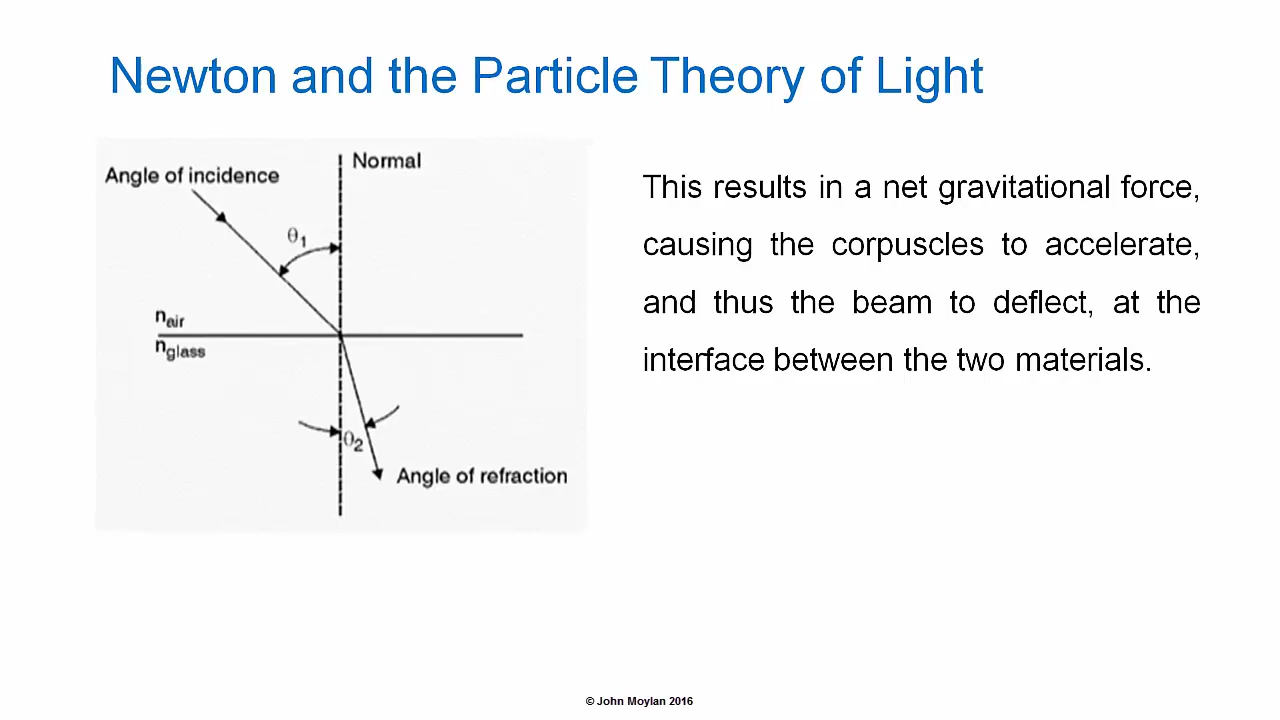 Newton and the Particle Theory of Light
Angle of incidence
Normal
θ1
nair
nglass
θ2
Angle of refraction
This results in a net gravitational force,
causing the corpuscles to accelerate,
and thus the beam to deflect, at the
interface between the two materials.
© John Moylan 2016